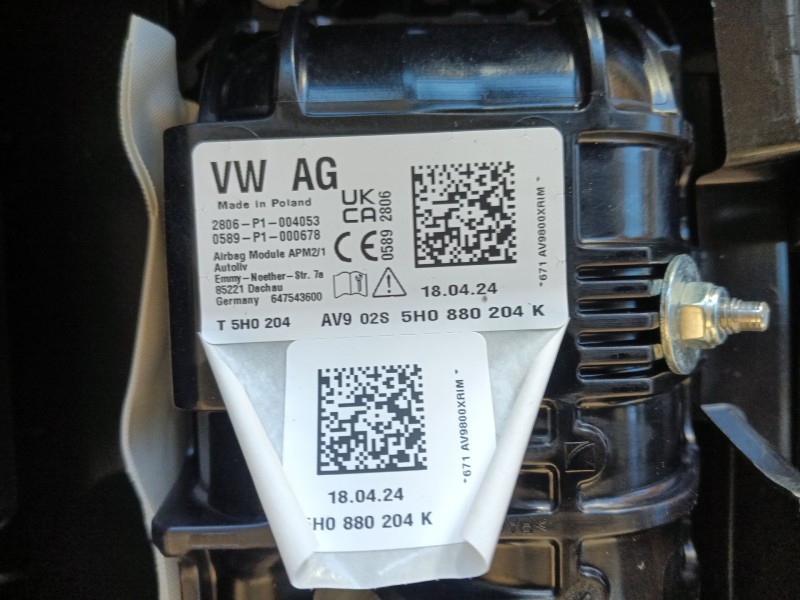 VW AG
Made in Poland
UK
CA
2806-P1-004053
0589-P1-000678
CE
0589 2806
Airbag Module APM2/1
Autoliv
Emmy-Noether-Str. 7a
85221 Dachau
Germany 647543600
18.04.24
*671 AV9800XRIM *
T 5H0 204 AV9 02S 5H0 880 204 K
*671 AV9800XRIM *
18.04.24
5H0 880 204 K